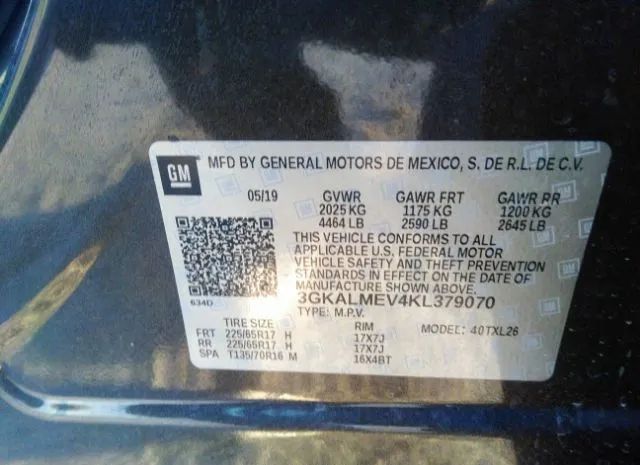 GM
MFD BY GENERAL MOTORS DE MEXICO, S. DE R.L. DE C.V.
05/19 GVWR GAWR FRT GAWR RR
2025 KG 1175 KG 1200 KG
4464 LB 2590 LB 2645 LB
THIS VEHICLE CONFORMS TO ALL
APPLICABLE U.S. FEDERAL MOTOR
VEHICLE SAFETY AND THEFT PREVENTION
STANDARDS IN EFFECT ON THE DATE OF
MANUFACTURE SHOWN ABOVE.
634D 3GKALMEV4KL379070
TYPE: M.P.V.
TIRE SIZE RIM MODEL: 40TXL26
FRT 225/65R17 H 17X7J
RR 225/65R17 H 17X7J
SPA T135/70R16 M 16X4BT